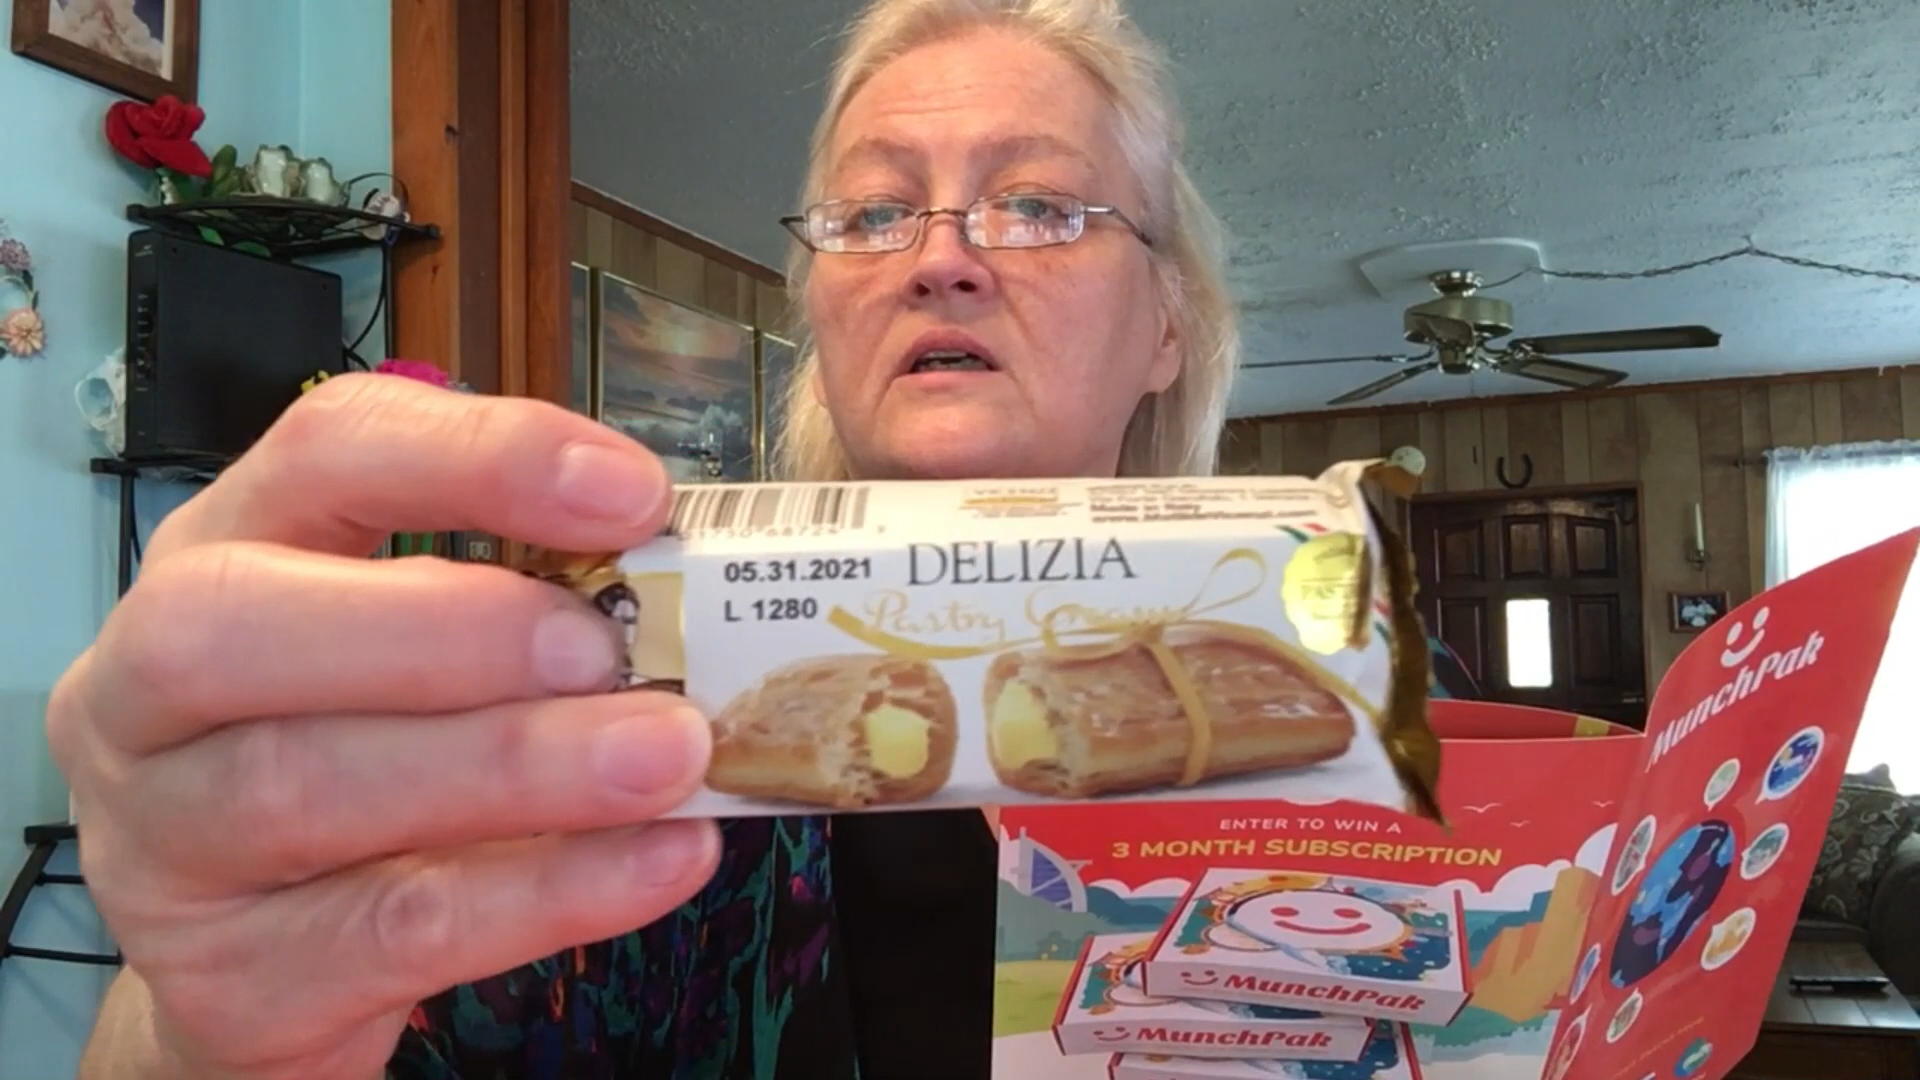 Made in Italy
05.31.2021
L 1280
DELIZIA
Pastry Cream
MunchPak
ENTER TO WIN A
3 MONTH SUBSCRIPTION
MunchPak
MunchPak